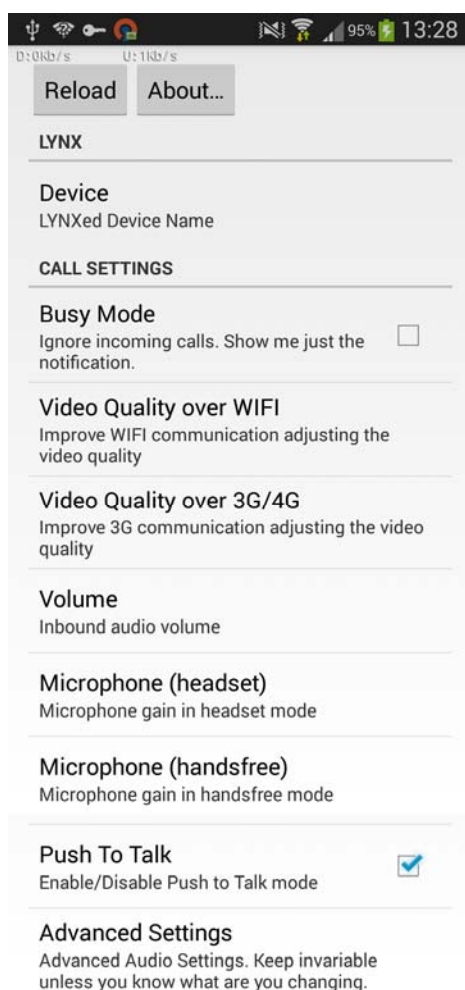 95% 13:28
D:0Kb/s U:1Kb/s
Reload About...
LYNX
Device
LYNXed Device Name
CALL SETTINGS
Busy Mode
Ignore incoming calls. Show me just the
notification.
Video Quality over WIFI
Improve WIFI communication adjusting the
video quality
Video Quality over 3G/4G
Improve 3G communication adjusting the video
quality
Volume
Inbound audio volume
Microphone (headset)
Microphone gain in headset mode
Microphone (handsfree)
Microphone gain in handsfree mode
Push To Talk
Enable/Disable Push to Talk mode
Advanced Settings
Advanced Audio Settings. Keep invariable
unless you know what are you changing.